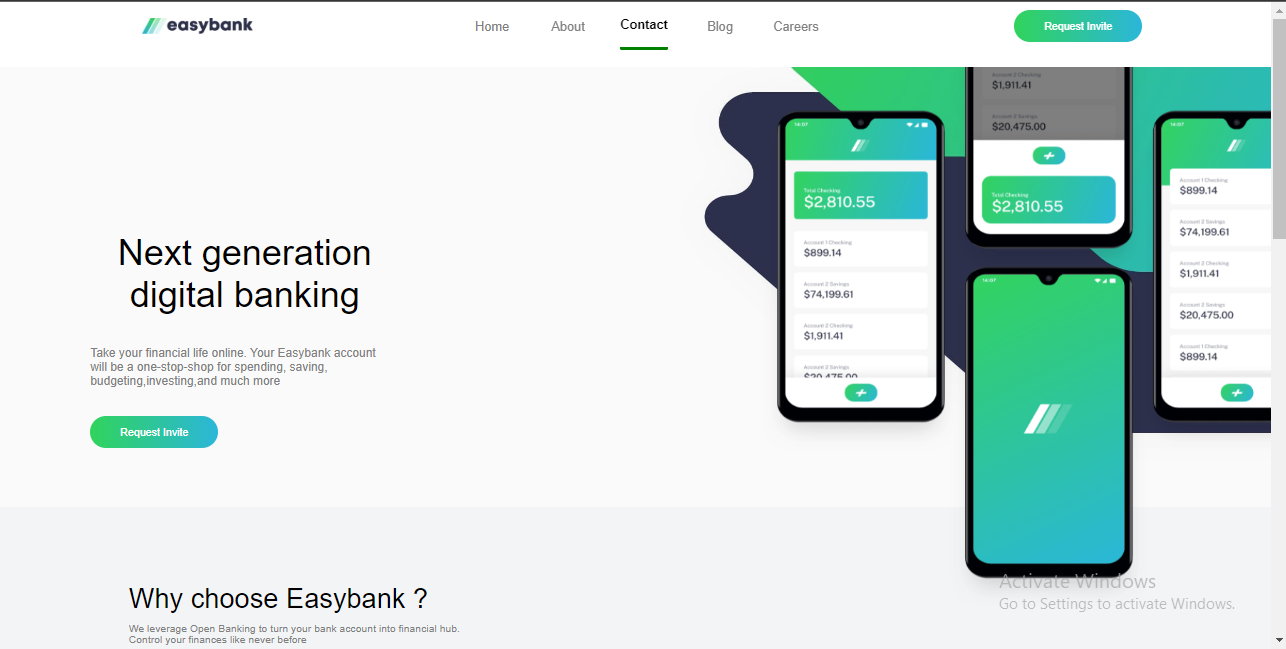 easybank
Home
About
Contact
Blog
Careers
Request Invite
Next generation
digital banking
Take your financial life online. Your Easybank account
will be a one-stop-shop for spending, saving,
budgeting,investing,and much more
Request Invite
14:07
Total Checking
$2,810.55
Account 1 Checking
$899.14
Account 2 Savings
$74,199.61
Account 2 Checking
$1,911.41
Account 2 Savings
$20,475.00
Account 2 Checking
$1,911.41
Account 2 Savings
$20,475.00
Total Checking
$2,810.55
14:07
14:07
Account 1 Checking
$899.14
Account 2 Savings
$74,199.61
Account 2 Checking
$1,911.41
Account 2 Savings
$20,475.00
Account 1 Checking
$899.14
Why choose Easybank ?
We leverage Open Banking to turn your bank account into financial hub.
Control your finances like never before
Activate Windows
Go to Settings to activate Windows.